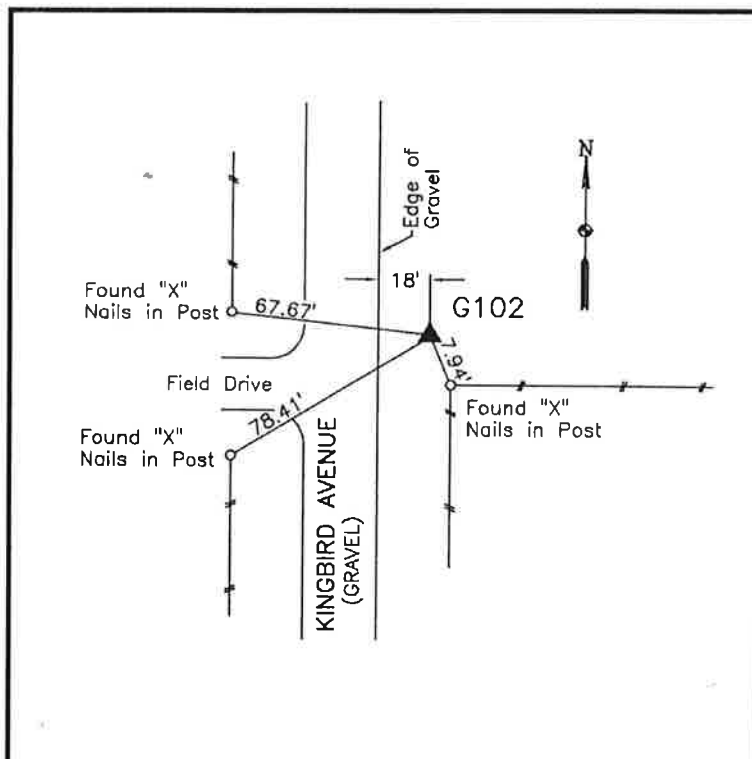 N
Edge of
Gravel
18'
Found "X"
Nails in Post
67.67'
G102
7.94'
Field Drive
78.41'
Found "X"
Nails in Post
Found "X"
Nails in Post
KINGBIRD AVENUE
(GRAVEL)